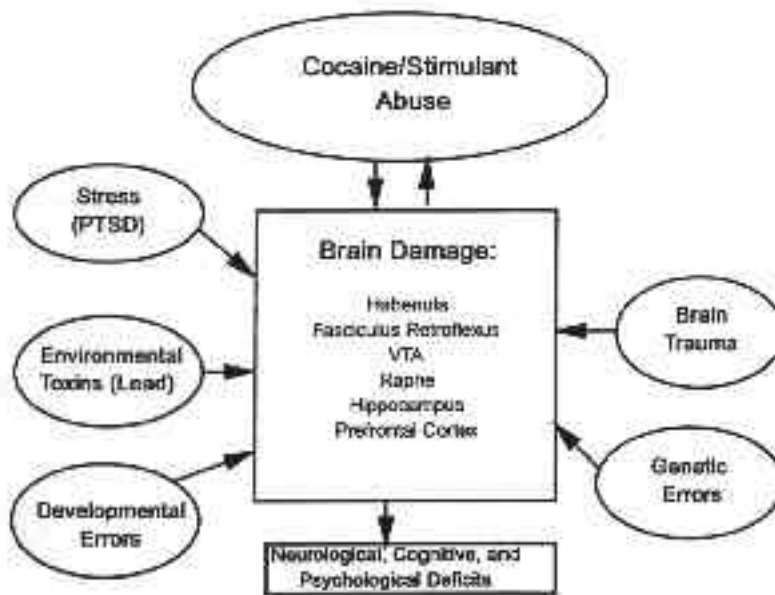 Cocaine/Stimulant
Abuse
Stress
(PTSD)
Brain Damage:
Habenula
Fasciculus Retroflexus
VTA
Raphe
Hippocampus
Prefrontal Cortex
Environmental
Toxins (Lead)
Brain
Trauma
Developmental
Errors
Genetic
Errors
Neurological, Cognitive, and
Psychological Deficits